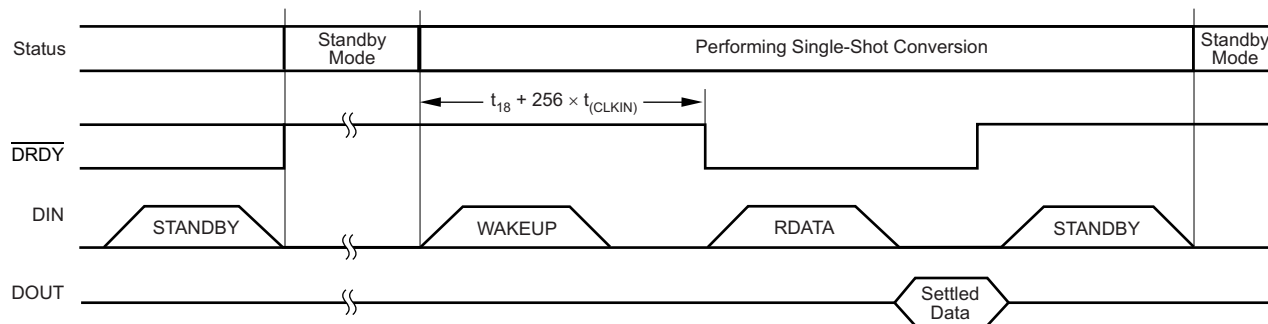 Status
Standby
Mode
Performing Single-Shot Conversion
Standby
Mode
t18 + 256 × t(CLKIN)
DRDY
DIN
STANDBY
WAKEUP
RDATA
STANDBY
DOUT
Settled
Data